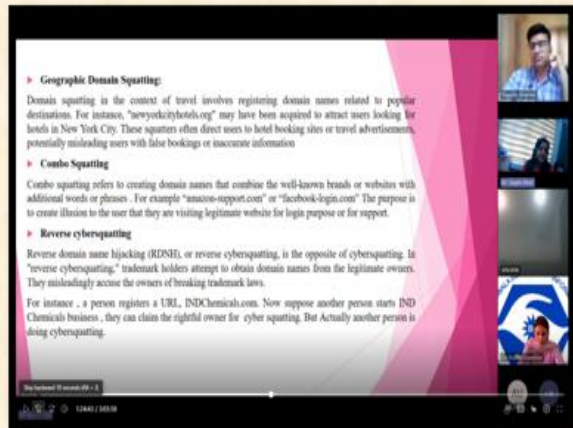 Geographic Domain Squatting:
Domain squatting in the context of travel involves registering domain names related to popular
destinations. For instance, "newyorkcityhotels.org" may have been acquired to attract users looking for
hotels in New York City. These squatters often direct users to hotel booking sites or travel advertisements,
potentially misleading users with false bookings or inaccurate information
Combo Squatting
Combo squatting refers to creating domain names that combine the well-known brands or websites with
additional words or phrases . For example “amazon-support.com” or “facebook-login.com” The purpose is
to create illusion to the user that they are visiting legitimate website for login purpose or for support.
Reverse cybersquatting
Reverse domain name hijacking (RDNH), or reverse cybersquatting, is the opposite of cybersquatting. In
"reverse cybersquatting," trademark holders attempt to obtain domain names from the legitimate owners.
They misleadingly accuse the owners of breaking trademark laws.
For instance , a person registers a URL, INDChemicals.com. Now suppose another person starts IND
Chemicals business , they can claim the rightful owner for cyber squatting. But Actually another person is
doing cybersquatting.